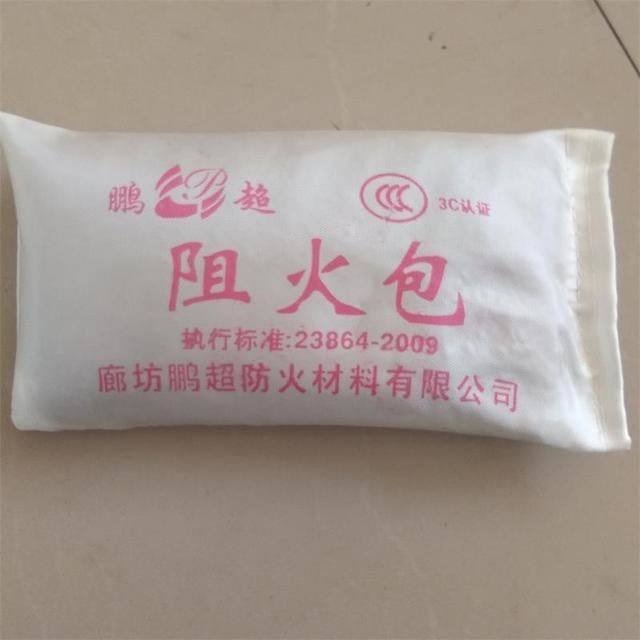 鹏 P 超 CCC 3C认证
阻火包
执行标准:23864-2009
廊坊鹏超防火材料有限公司